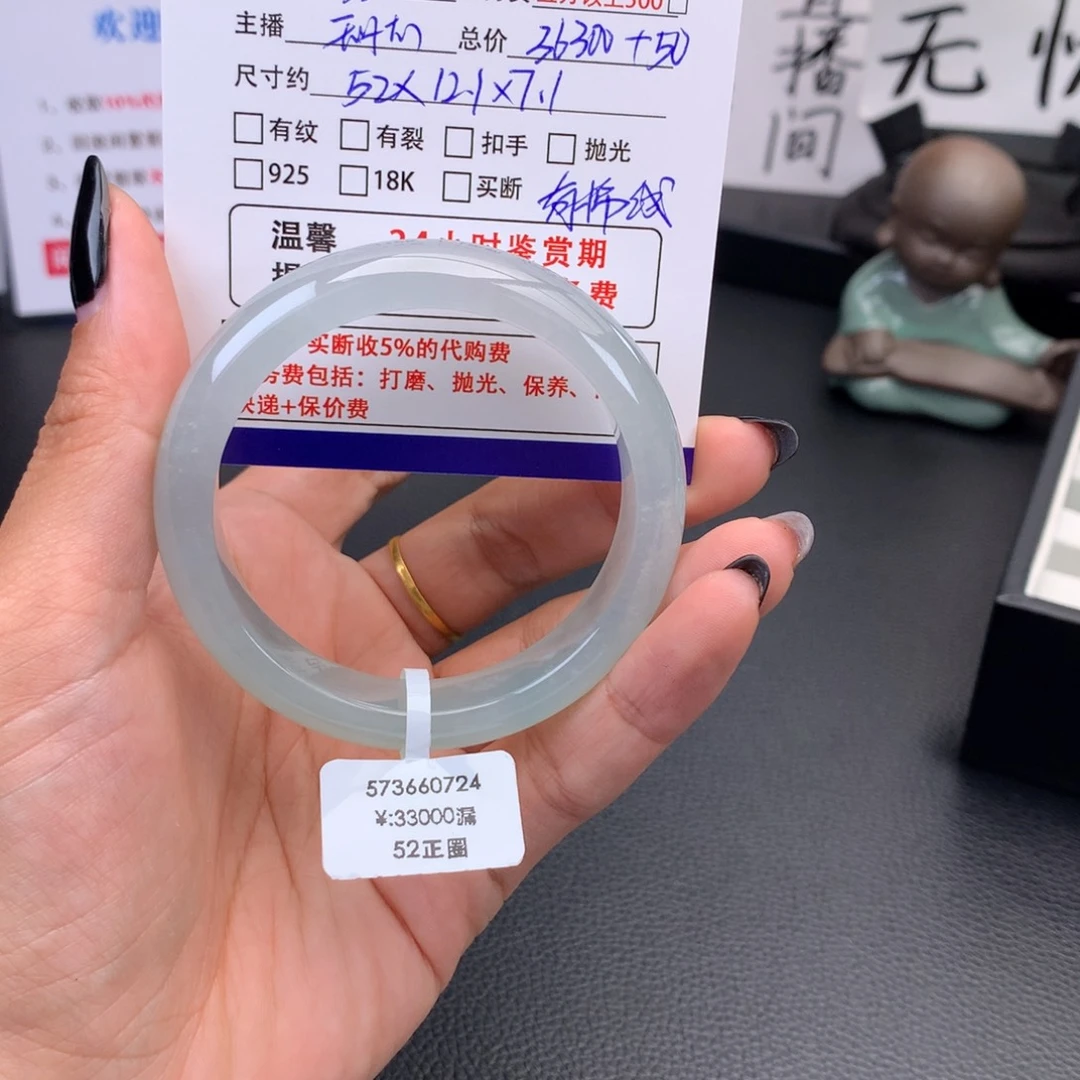 欢迎
主播 总价 36300+50
尺寸约 52×12.1×7.1
□有纹 □有裂 □扣手 □抛光
□925 □18K □买断 有棉线
温馨 24小时鉴赏期
费
买断收5%的代购费
务费包括：打磨、抛光、保养、
快递+保价费
573660724
¥:33000漏
52正圈
直播间
无